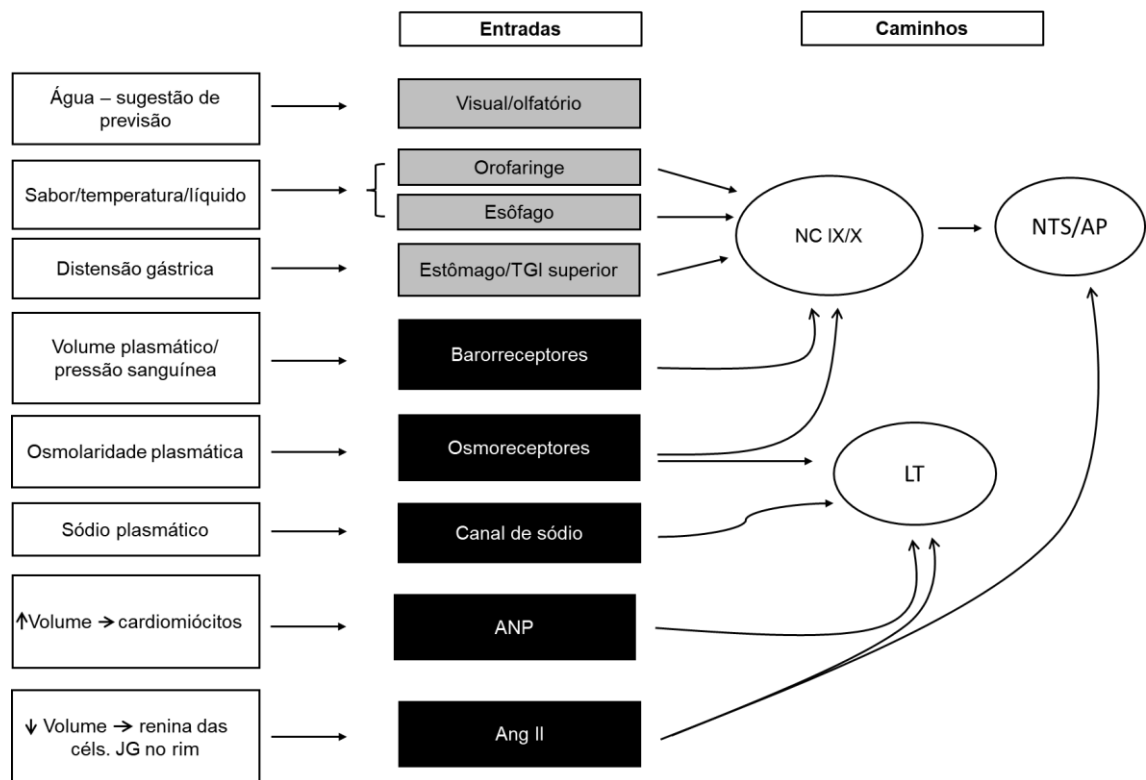 Entradas
Caminhos
Água – sugestão de
previsão
Visual/olfatório
Sabor/temperatura/líquido
Orofaringe
Esôfago
NC IX/X
NTS/AP
Distensão gástrica
Estômago/TGI superior
Volume plasmático/
pressão sanguínea
Barorreceptores
Osmolaridade plasmática
Osmoreceptores
LT
Sódio plasmático
Canal de sódio
↑Volume → cardiomiócitos
ANP
↓ Volume → renina das
céls. JG no rim
Ang II